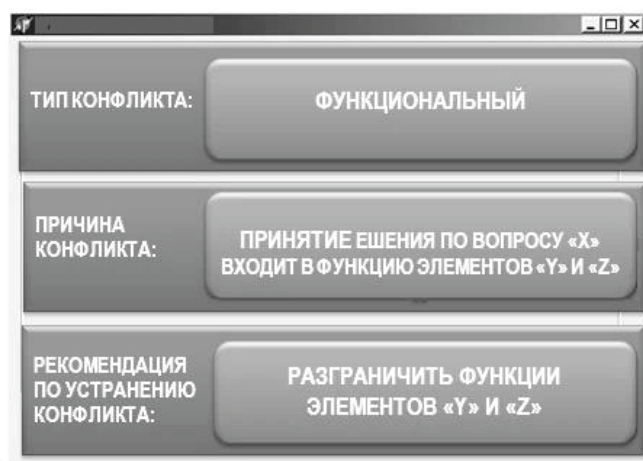 ТИП КОНФЛИКТА:
ФУНКЦИОНАЛЬНЫЙ
ПРИЧИНА
КОНФЛИКТА:
ПРИНЯТИЕ ЕШЕНИЯ ПО ВОПРОСУ «X»
ВХОДИТ В ФУНКЦИЮ ЭЛЕМЕНТОВ «Y» И «Z»
РЕКОМЕНДАЦИЯ
ПО УСТРАНЕНИЮ
КОНФЛИКТА:
РАЗГРАНИЧИТЬ ФУНКЦИИ
ЭЛЕМЕНТОВ «Y» И «Z»